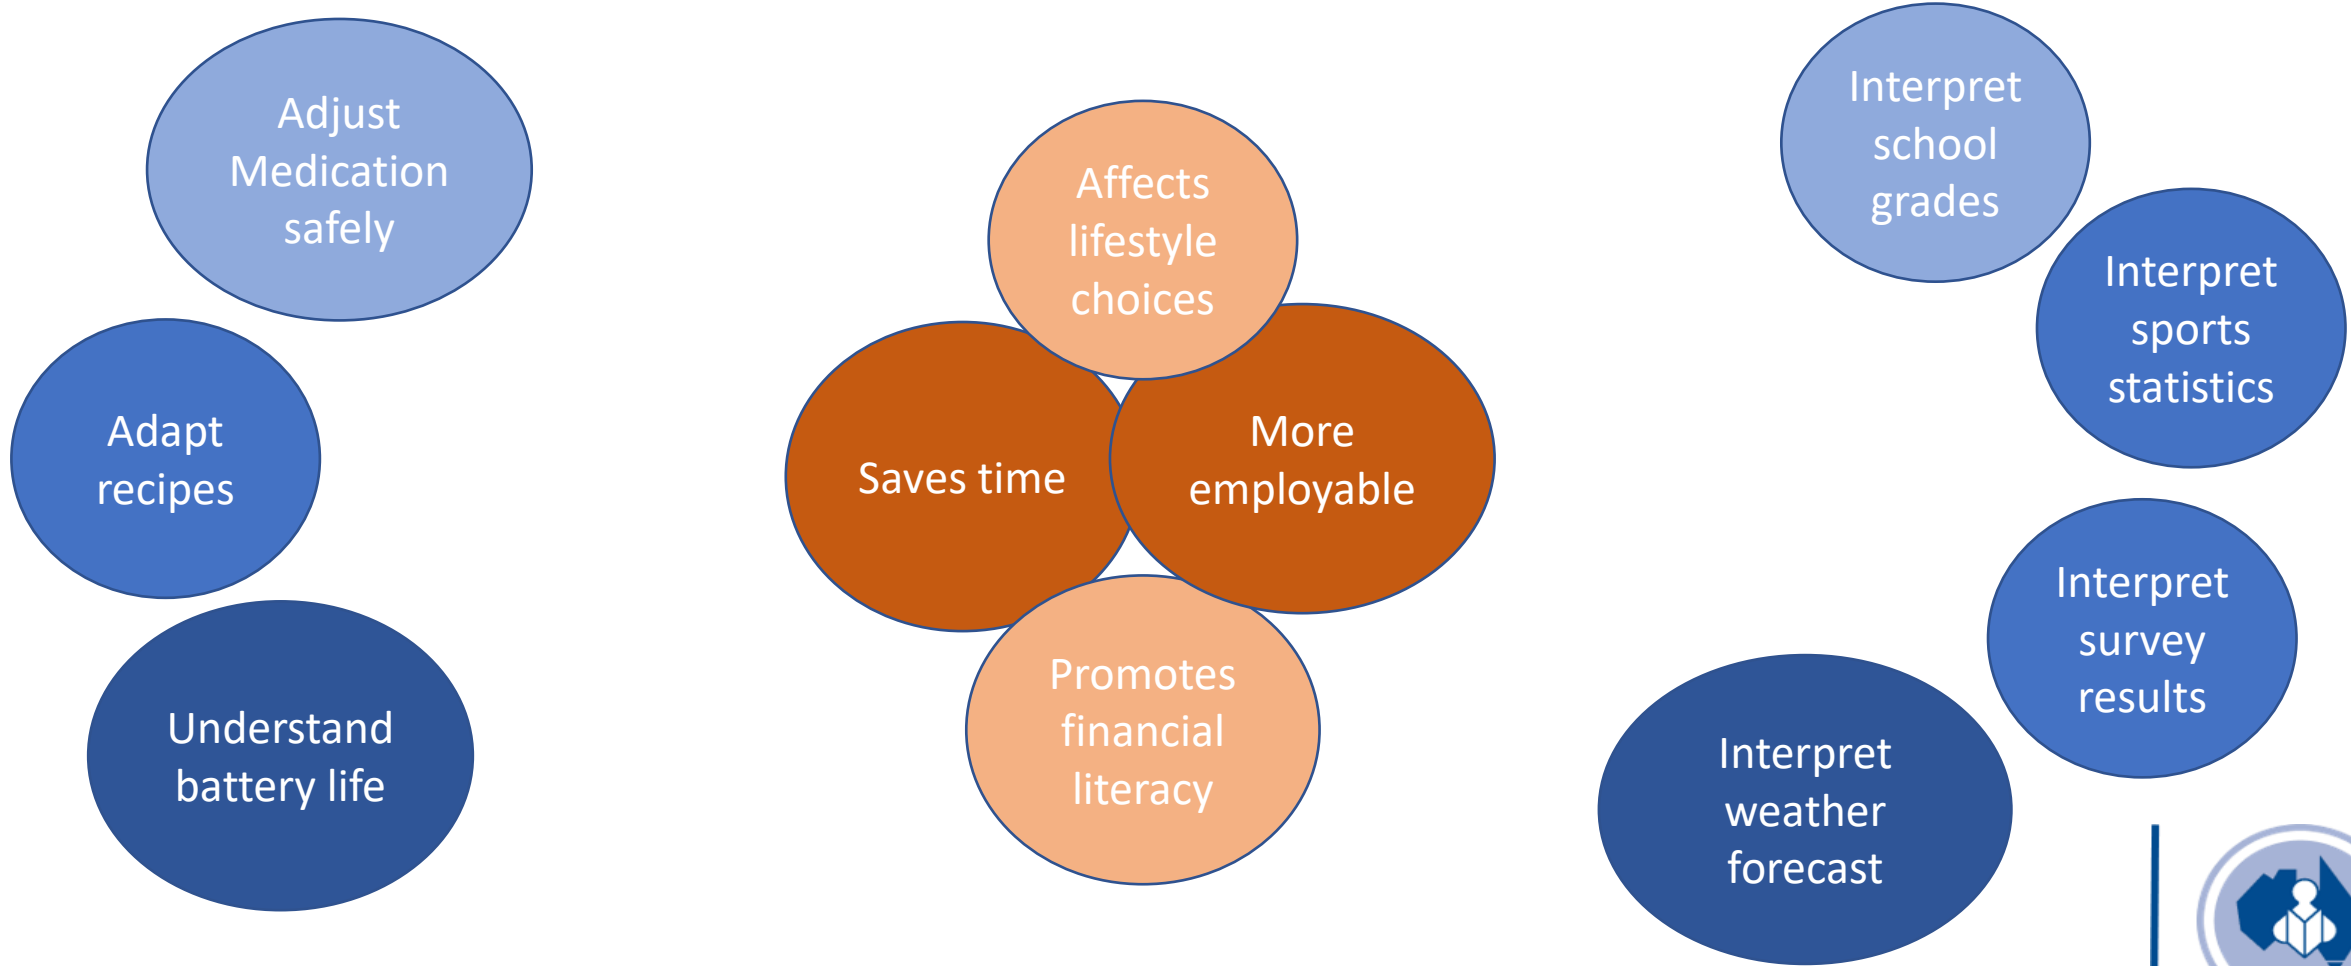 Adjust
Medication
safely
Adapt
recipes
Understand
battery life
Affects
lifestyle
choices
Saves time
More
employable
Promotes
financial
literacy
Interpret
school
grades
Interpret
sports
statistics
Interpret
survey
results
Interpret
weather
forecast